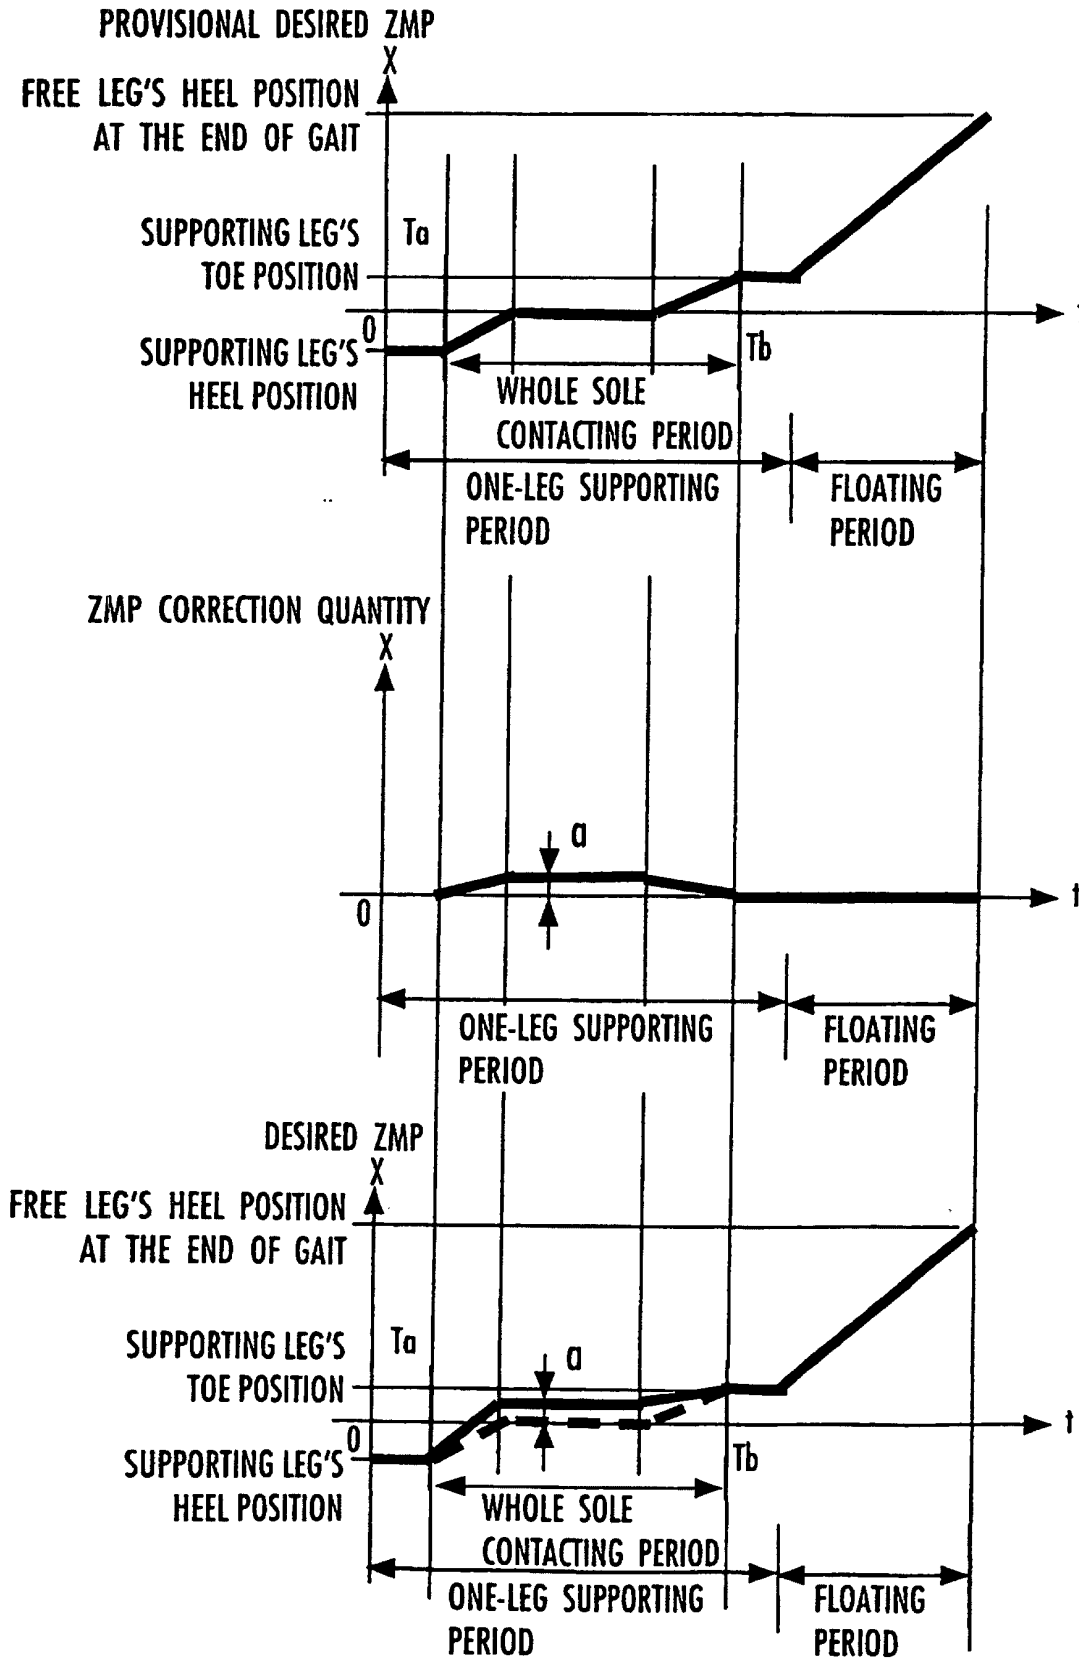 PROVISIONAL DESIRED ZMP
X
FREE LEG'S HEEL POSITION
AT THE END OF GAIT
SUPPORTING LEG'S
TOE POSITION
Ta
0
SUPPORTING LEG'S
HEEL POSITION
Tb
WHOLE SOLE
CONTACTING PERIOD
ONE-LEG SUPPORTING
PERIOD
FLOATING
PERIOD
ZMP CORRECTION QUANTITY
X
a
0
t
ONE-LEG SUPPORTING
PERIOD
FLOATING
PERIOD
DESIRED ZMP
X
FREE LEG'S HEEL POSITION
AT THE END OF GAIT
SUPPORTING LEG'S
TOE POSITION
Ta
a
0
t
SUPPORTING LEG'S
HEEL POSITION
Tb
WHOLE SOLE
CONTACTING PERIOD
ONE-LEG SUPPORTING
PERIOD
FLOATING
PERIOD